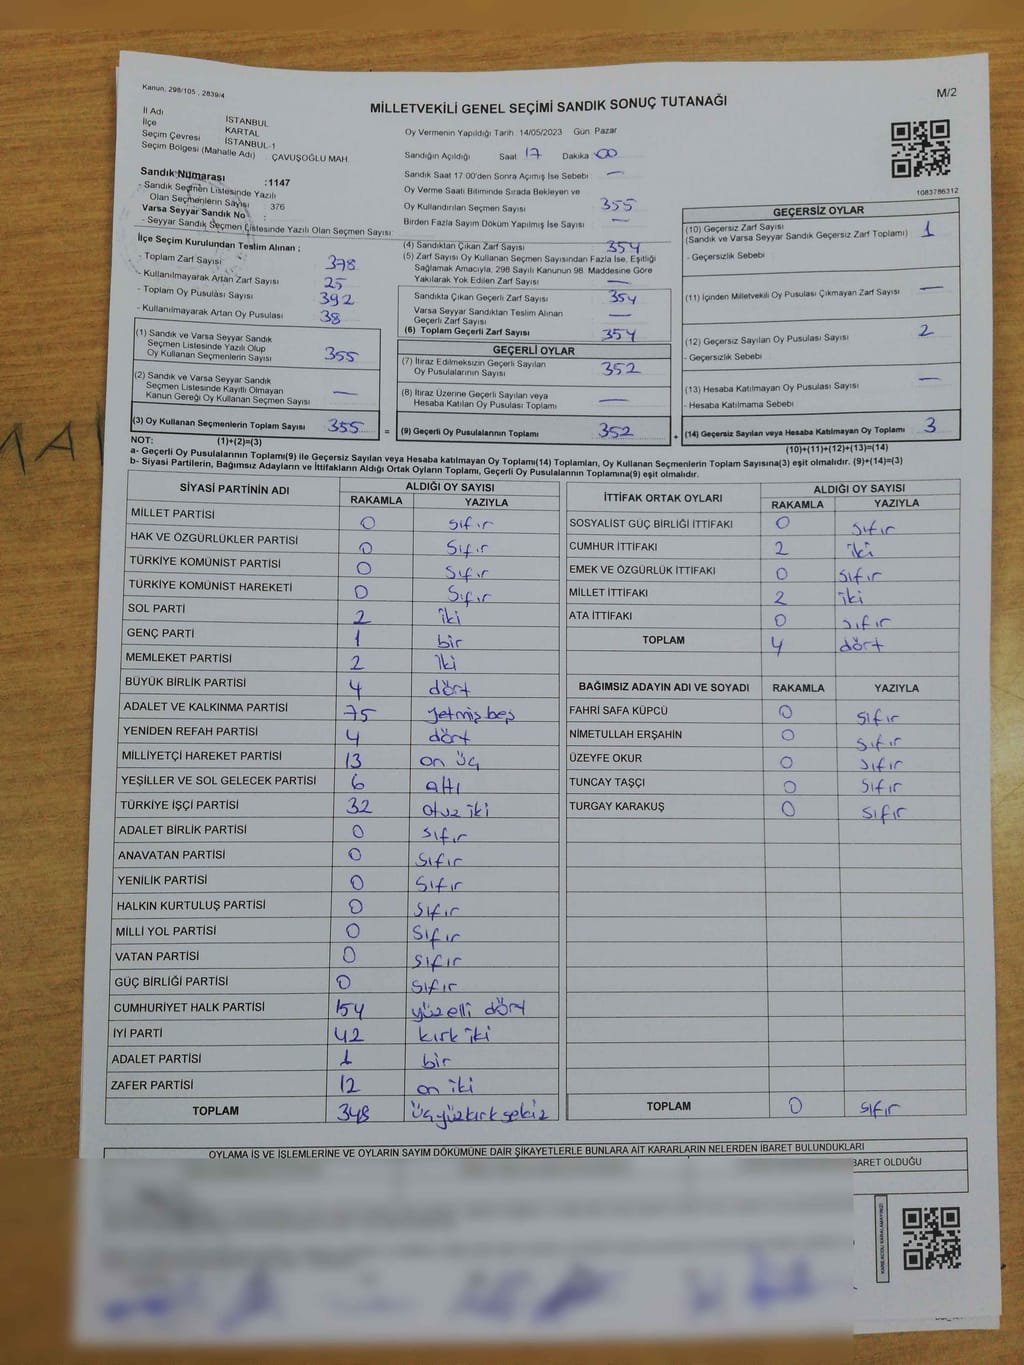 Kanun, 298/105 , 2839/4
M/2
MİLLETVEKİLİ GENEL SEÇİMİ SANDIK SONUÇ TUTANAĞI
İl Adı İSTANBUL
İlçe KARTAL
Seçim Çevresi İSTANBUL-1
Seçim Bölgesi (Mahalle Adı) ÇAVUŞOĞLU MAH.
Sandık Numarası :1147
- Sandık Seçmen Listesinde Yazılı
Olan Seçmenlerin Sayısı : 376
Varsa Seyyar Sandık No :
- Seyyar Sandık Seçmen Listesinde Yazılı Olan Seçmen Sayısı :
İlçe Seçim Kurulundan Teslim Alınan ;
- Toplam Zarf Sayısı 378
- Kullanılmayarak Artan Zarf Sayısı 25
- Toplam Oy Pusulası Sayısı 392
- Kullanılmayarak Artan Oy Pusulası 38
(1) Sandık ve Varsa Seyyar Sandık
Seçmen Listesinde Yazılı Olup
Oy Kullanan Seçmenlerin Sayısı 355
(2) Sandık ve Varsa Seyyar Sandık
Seçmen Listesinde Kayıtlı Olmayan
Kanun Gereği Oy Kullanan Seçmen Sayısı —
(3) Oy Kullanan Seçmenlerin Toplam Sayısı 355 =
Oy Vermenin Yapıldığı Tarih 14/05/2023 Gün Pazar
Sandığın Açıldığı Saat 17 Dakika 00
Sandık Saat 17:00'den Sonra Açılmış İse Sebebi —
Oy Verme Saati Bitiminde Sırada Bekleyen ve
Oy Kullandırılan Seçmen Sayısı 355
Birden Fazla Sayım Döküm Yapılmış İse Sayısı —
(4) Sandıktan Çıkan Zarf Sayısı 354
(5) Zarf Sayısı Oy Kullanan Seçmen Sayısından Fazla İse, Eşitliği
Sağlamak Amacıyla, 298 Sayılı Kanunun 98. Maddesine Göre
Yakılarak Yok Edilen Zarf Sayısı —
Sandıkta Çıkan Geçerli Zarf Sayısı 354
Varsa Seyyar Sandıktan Teslim Alınan
Geçerli Zarf Sayısı —
(6) Toplam Geçerli Zarf Sayısı 354
GEÇERLİ OYLAR
(7) İtiraz Edilmeksizin Geçerli Sayılan
Oy Pusulalarının Sayısı 352
(8) İtiraz Üzerine Geçerli Sayılan veya
Hesaba Katılan Oy Pusulası Toplamı —
(9) Geçerli Oy Pusulalarının Toplamı 352 +
1083786312
GEÇERSİZ OYLAR
(10) Geçersiz Zarf Sayısı 1
(Sandık ve Varsa Seyyar Sandık Geçersiz Zarf Toplamı)
- Geçersizlik Sebebi
(11) İçinden Milletvekili Oy Pusulası Çıkmayan Zarf Sayısı —
(12) Geçersiz Sayılan Oy Pusulası Sayısı 2
- Geçersizlik Sebebi
(13) Hesaba Katılmayan Oy Pusulası Sayısı —
- Hesaba Katılmama Sebebi
(14) Geçersiz Sayılan veya Hesaba Katılmayan Oy Toplamı 3
NOT: (1)+(2)=(3) (10)+(11)+(12)+(13)=(14)
a- Geçerli Oy Pusulalarının Toplamı(9) ile Geçersiz Sayılan veya Hesaba katılmayan Oy Toplamı(14) Toplamları, Oy Kullanan Seçmenlerin Toplam Sayısına(3) eşit olmalıdır. (9)+(14)=(3)
b- Siyasi Partilerin, Bağımsız Adayların ve İttifakların Aldığı Ortak Oyların Toplamı, Geçerli Oy Pusulalarının Toplamına(9) eşit olmalıdır.
SİYASİ PARTİNİN ADI ALDIĞI OY SAYISI
RAKAMLA YAZIYLA
MİLLET PARTİSİ 0 sıfır
HAK VE ÖZGÜRLÜKLER PARTİSİ 0 Sıfır
TÜRKİYE KOMÜNİST PARTİSİ 0 Sıfır
TÜRKİYE KOMÜNİST HAREKETİ 0 Sıfır
SOL PARTİ 2 iki
GENÇ PARTİ 1 bir
MEMLEKET PARTİSİ 2 iki
BÜYÜK BİRLİK PARTİSİ 4 dört
ADALET VE KALKINMA PARTİSİ 75 yetmiş beş
YENİDEN REFAH PARTİSİ 4 dört
MİLLİYETÇİ HAREKET PARTİSİ 13 on üç
YEŞİLLER VE SOL GELECEK PARTİSİ 6 altı
TÜRKİYE İŞÇİ PARTİSİ 32 otuz iki
ADALET BİRLİK PARTİSİ 0 sıfır
ANAVATAN PARTİSİ 0 Sıfır
YENİLİK PARTİSİ 0 Sıfır
HALKIN KURTULUŞ PARTİSİ 0 Sıfır
MİLLİ YOL PARTİSİ 0 Sıfır
VATAN PARTİSİ 0 sıfır
GÜÇ BİRLİĞİ PARTİSİ 0 sıfır
CUMHURİYET HALK PARTİSİ 154 yüzelli dört
İYİ PARTİ 42 kırk iki
ADALET PARTİSİ 1 bir
ZAFER PARTİSİ 12 on iki
TOPLAM 348 üçyüzkırk sekiz
İTTİFAK ORTAK OYLARI ALDIĞI OY SAYISI
RAKAMLA YAZIYLA
SOSYALİST GÜÇ BİRLİĞİ İTTİFAKI 0 sıfır
CUMHUR İTTİFAKI 2 iki
EMEK VE ÖZGÜRLÜK İTTİFAKI 0 sıfır
MİLLET İTTİFAKI 2 iki
ATA İTTİFAKI 0 sıfır
TOPLAM 4 dört
BAĞIMSIZ ADAYIN ADI VE SOYADI RAKAMLA YAZIYLA
FAHRİ SAFA KÜPCÜ 0 sıfır
NİMETULLAH ERŞAHİN 0 sıfır
ÜZEYFE OKUR 0 sıfır
TUNCAY TAŞÇI 0 sıfır
TURGAY KARAKUŞ 0 sıfır
TOPLAM 0 sıfır
OYLAMA İŞ VE İŞLEMLERİNE VE OYLARIN SAYIM DÖKÜMÜNE DAİR ŞİKAYETLERLE BUNLARA AİT KARARLARIN NELERDEN İBARET BULUNDUKLARI
BARET OLDUĞU